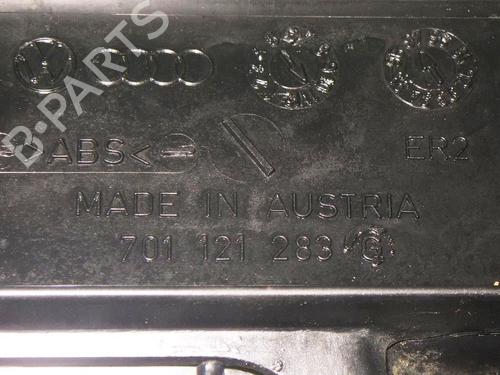 B-PARTS
ABS<
ER2
MADE IN AUSTRIA
701 121 283 G